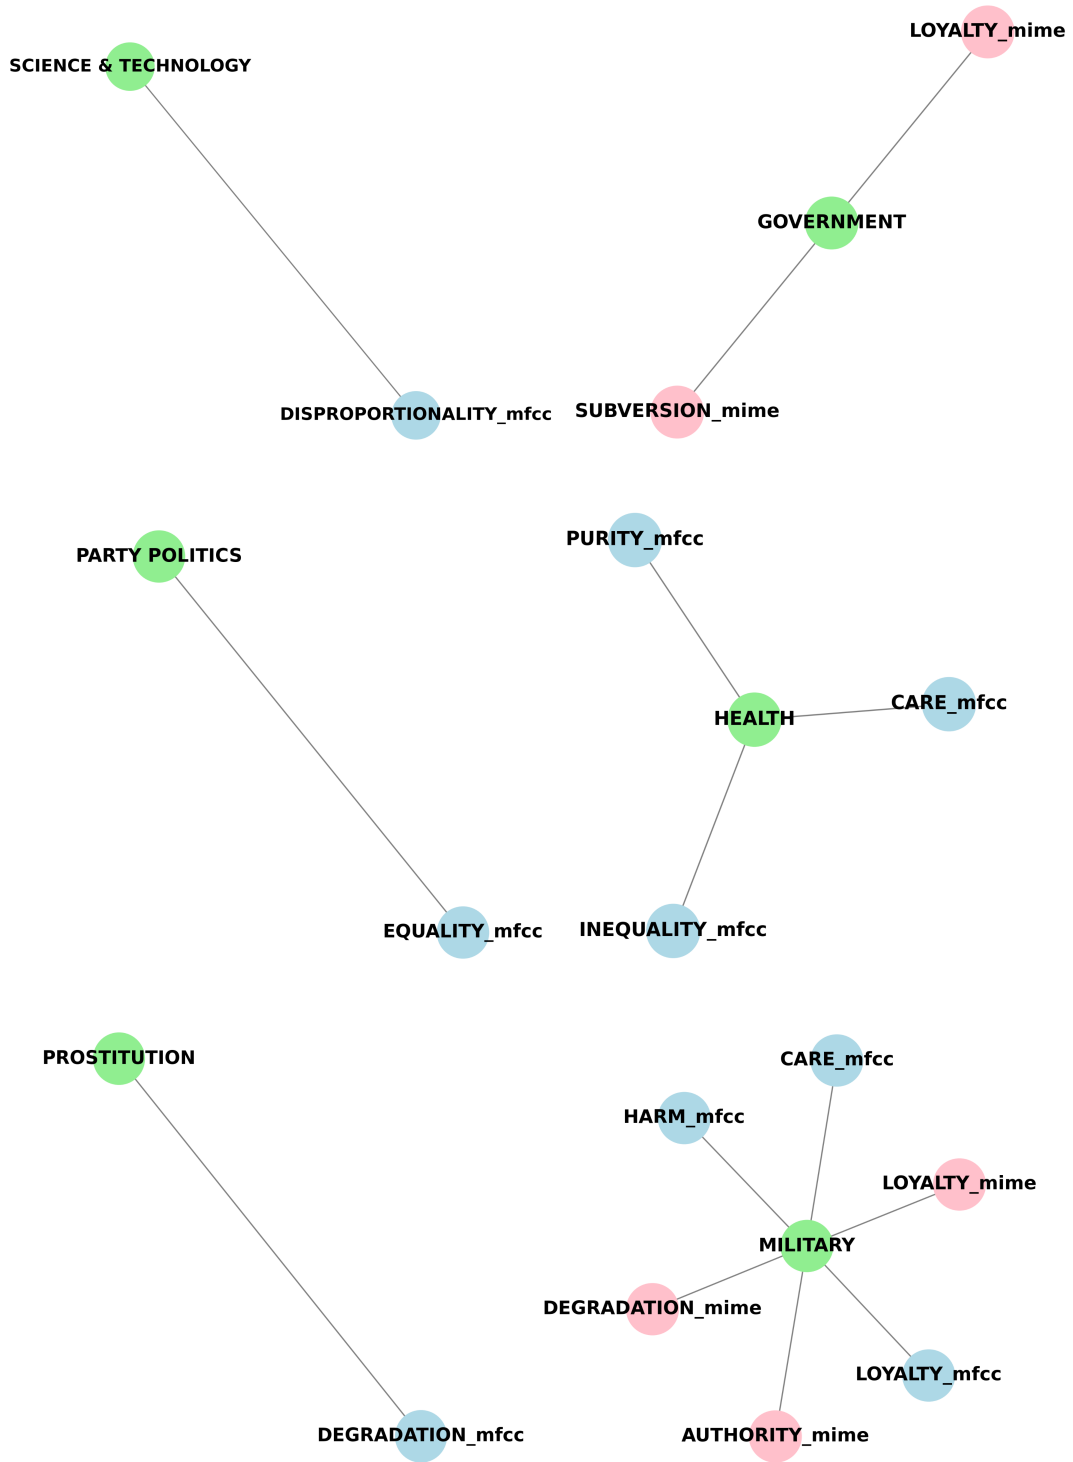 SCIENCE & TECHNOLOGY
DISPROPORTIONALITY_mfcc
LOYALTY_mime
GOVERNMENT
SUBVERSION_mime
PARTY POLITICS
EQUALITY_mfcc
PURITY_mfcc
CARE_mfcc
HEALTH
INEQUALITY_mfcc
PROSTITUTION
DEGRADATION_mfcc
CARE_mfcc
HARM_mfcc
LOYALTY_mime
MILITARY
DEGRADATION_mime
LOYALTY_mfcc
AUTHORITY_mime